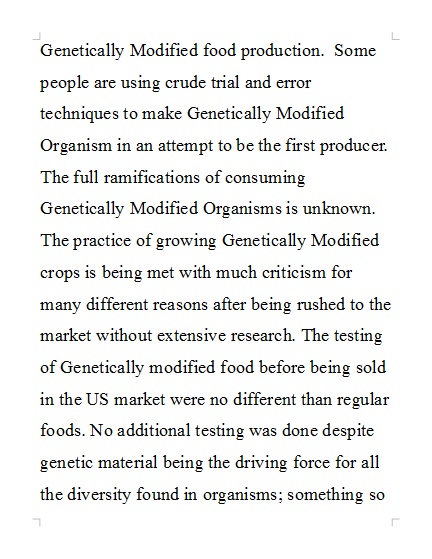 Genetically Modified food production.  Some
people are using crude trial and error
techniques to make Genetically Modified
Organism in an attempt to be the first producer.
The full ramifications of consuming
Genetically Modified Organisms is unknown.
The practice of growing Genetically Modified
crops is being met with much criticism for
many different reasons after being rushed to the
market without extensive research. The testing
of Genetically modified food before being sold
in the US market were no different than regular
foods. No additional testing was done despite
genetic material being the driving force for all
the diversity found in organisms; something so